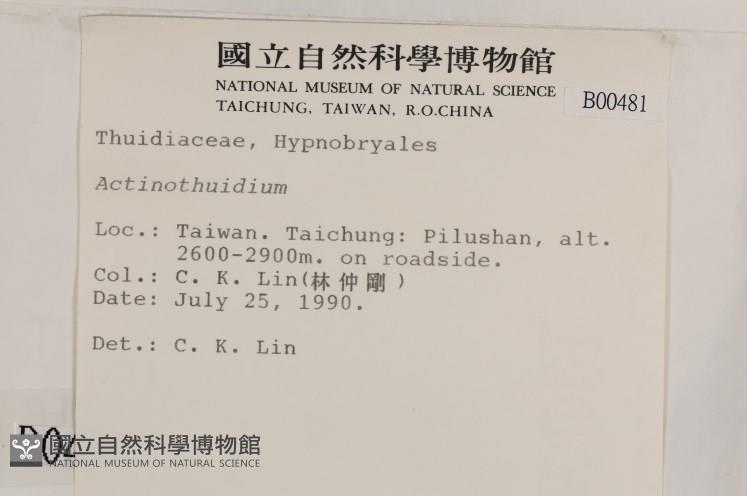 國立自然科學博物館
NATIONAL MUSEUM OF NATURAL SCIENCE
TAICHUNG, TAIWAN, R.O.CHINA
B00481
Thuidiaceae, Hypnobryales
Actinothuidium
Loc.: Taiwan. Taichung: Pilushan, alt.
2600-2900m. on roadside.
Col.: C. K. Lin(林仲剛)
Date: July 25, 1990.
Det.: C. K. Lin
國立自然科學博物館
NATIONAL MUSEUM OF NATURAL SCIENCE